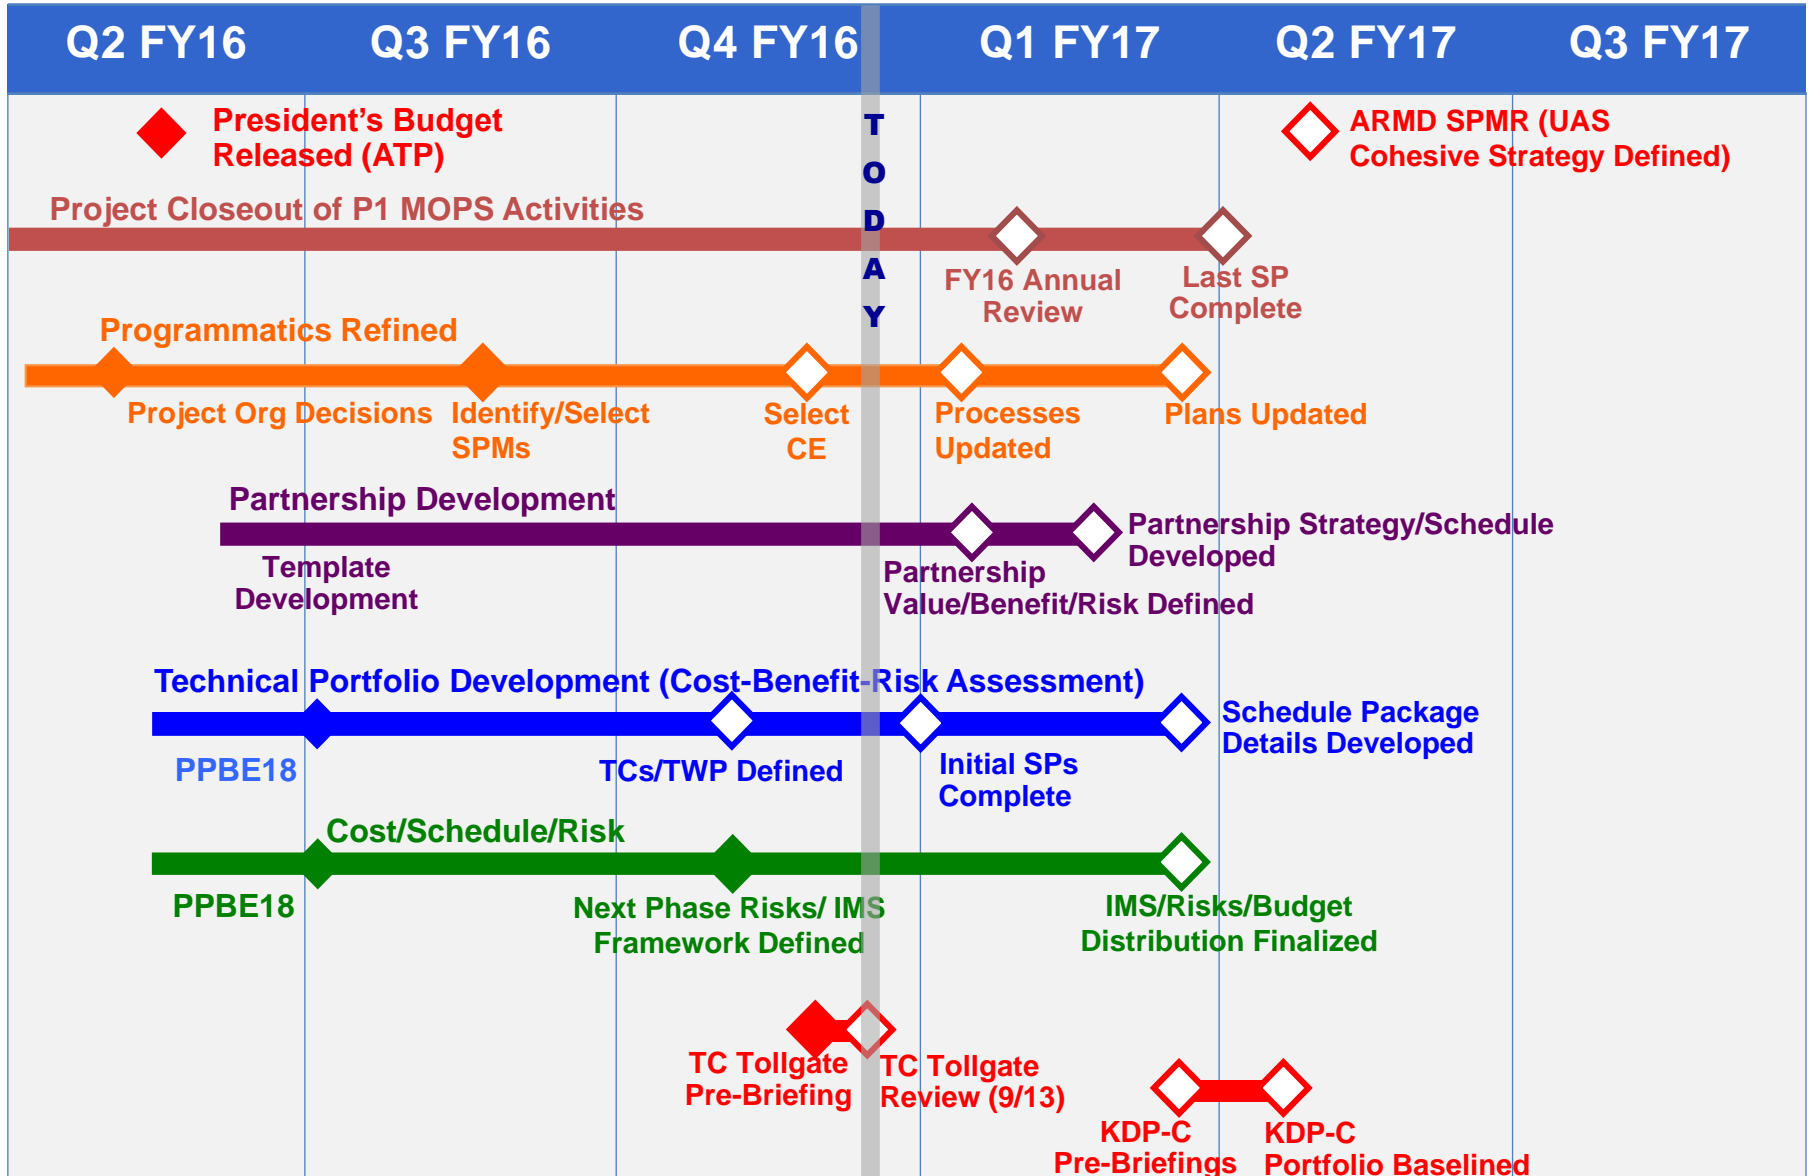 Q2 FY16
Q3 FY16
Q4 FY16
Q1 FY17
Q2 FY17
Q3 FY17
President's Budget
Released (ATP)
T
O
D
A
Y
ARMD SPMR (UAS
Cohesive Strategy Defined)
Project Closeout of P1 MOPS Activities
FY16 Annual
Review
Last SP
Complete
Programmatics Refined
Project Org Decisions
Identify/Select
SPMs
Select
CE
Processes
Updated
Plans Updated
Partnership Development
Template
Development
Partnership
Value/Benefit/Risk Defined
Partnership Strategy/Schedule
Developed
Technical Portfolio Development (Cost-Benefit-Risk Assessment)
PPBE18
TCs/TWP Defined
Initial SPs
Complete
Schedule Package
Details Developed
Cost/Schedule/Risk
PPBE18
Next Phase Risks/ IMS
Framework Defined
IMS/Risks/Budget
Distribution Finalized
TC Tollgate
Pre-Briefing
TC Tollgate
Review (9/13)
KDP-C
Pre-Briefings
KDP-C
Portfolio Baselined